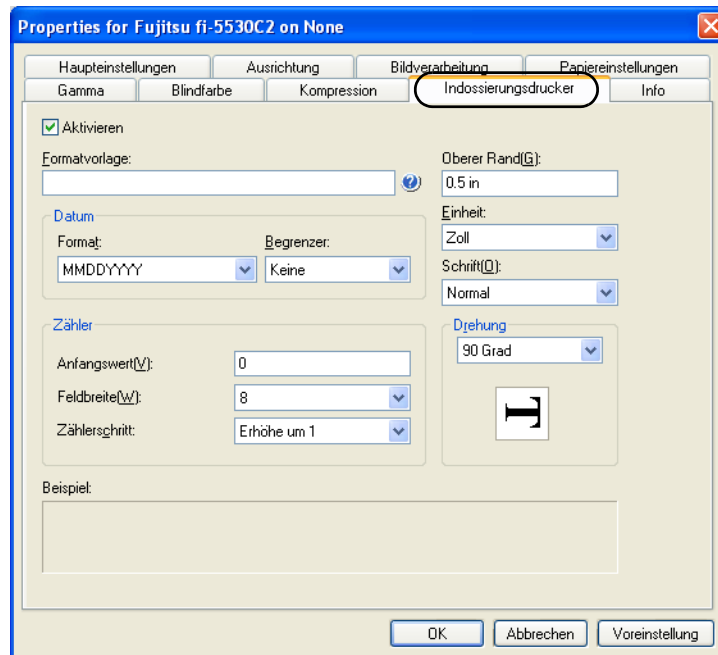 Properties for Fujitsu fi-5530C2 on None
Haupteinstellungen
Ausrichtung
Bildverarbeitung
Papiereinstellungen
Gamma
Blindfarbe
Kompression
Indossierungsdrucker
Info
Aktivieren
Formatvorlage:
Oberer Rand(G):
0.5 in
Datum
Format:
Begrenzer:
MMDDYYYY
Keine
Einheit:
Zoll
Schrift(O):
Normal
Zähler
Anfangswert(V):
0
Feldbreite(W):
8
Zählerschritt:
Erhöhe um 1
Drehung
90 Grad
T
Beispiel:
OK
Abbrechen
Voreinstellung